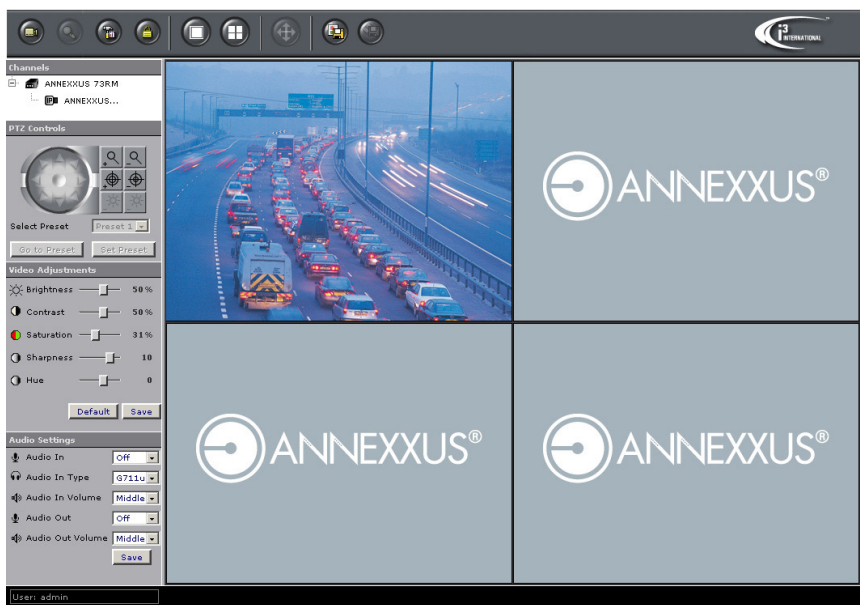 i3 INTERNATIONAL
Channels
ANNEXXUS 73RM
ANNEXXUS...
PTZ Controls
Select Preset Preset 1
Go to Preset Set Preset
Video Adjustments
Brightness 50%
Contrast 50%
Saturation 31%
Sharpness 10
Hue 0
Default Save
Audio Settings
Audio In Off
Audio In Type G711u
Audio In Volume Middle
Audio Out Off
Audio Out Volume Middle
Save
User: admin
ANNEXXUS®
ANNEXXUS®
ANNEXXUS®